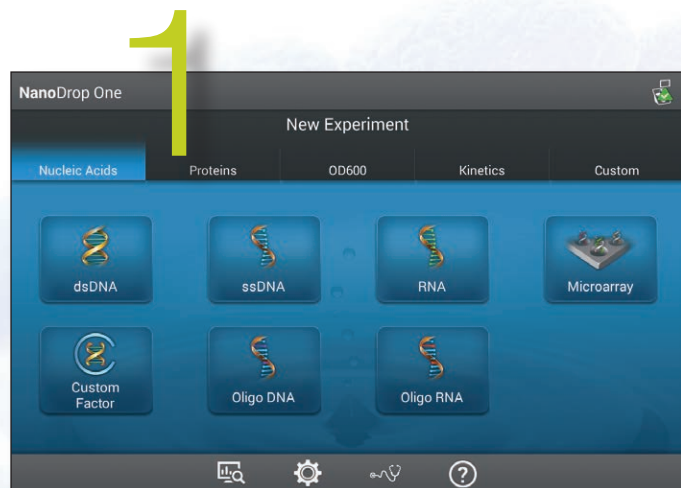 1
NanoDrop One
New Experiment
Nucleic Acids Proteins OD600 Kinetics Custom
dsDNA ssDNA RNA Microarray
Custom
Factor
Oligo DNA Oligo RNA
?